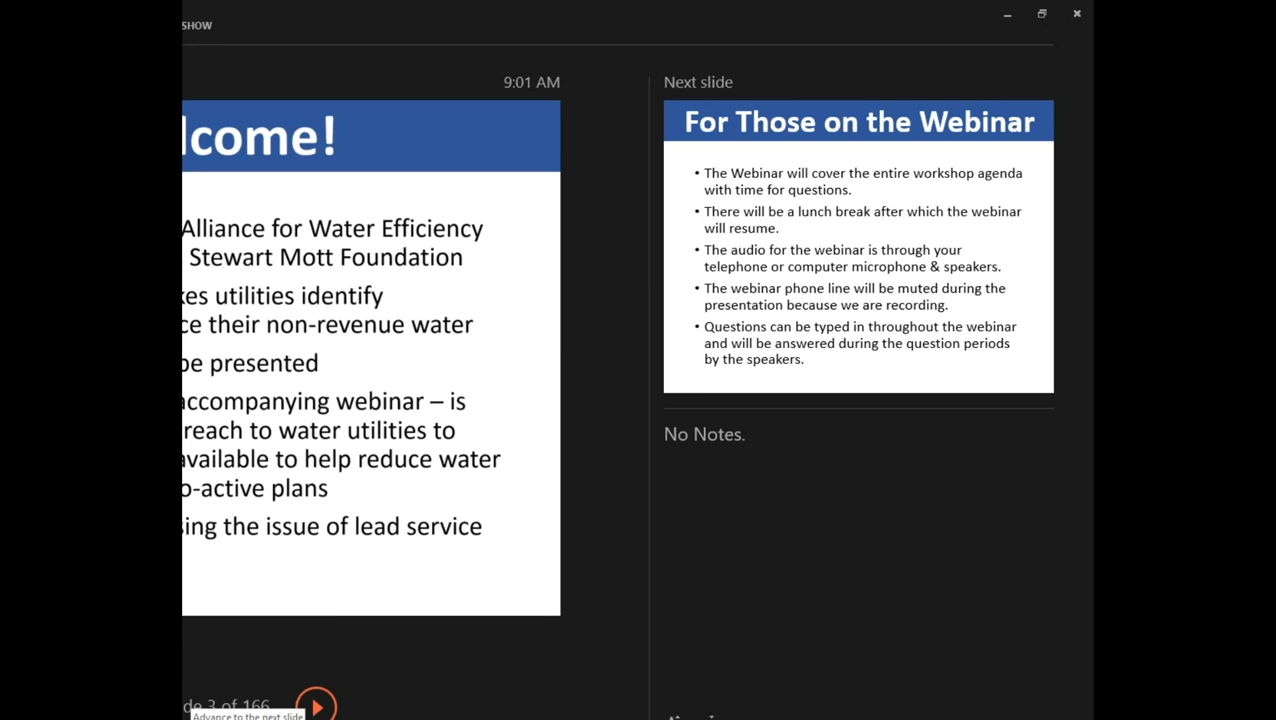 SHOW
9:01 AM
lcome!
Alliance for Water Efficiency
Stewart Mott Foundation
kes utilities identify
ce their non-revenue water
be presented
accompanying webinar – is
reach to water utilities to
available to help reduce water
o-active plans
sing the issue of lead service
de 3 of 166
Advance to the next slide
Next slide
For Those on the Webinar
• The Webinar will cover the entire workshop agenda
with time for questions.
• There will be a lunch break after which the webinar
will resume.
• The audio for the webinar is through your
telephone or computer microphone & speakers.
• The webinar phone line will be muted during the
presentation because we are recording.
• Questions can be typed in throughout the webinar
and will be answered during the question periods
by the speakers.
No Notes.